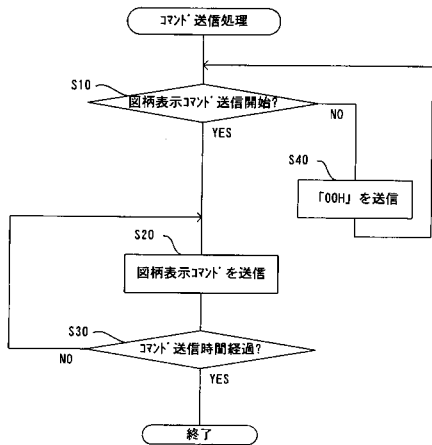 コマンド送信処理
S10
図柄表示コマンド送信開始?
NO
YES
S40
「00H」を送信
S20
図柄表示コマンドを送信
S30
コマンド送信時間経過?
NO
YES
終了